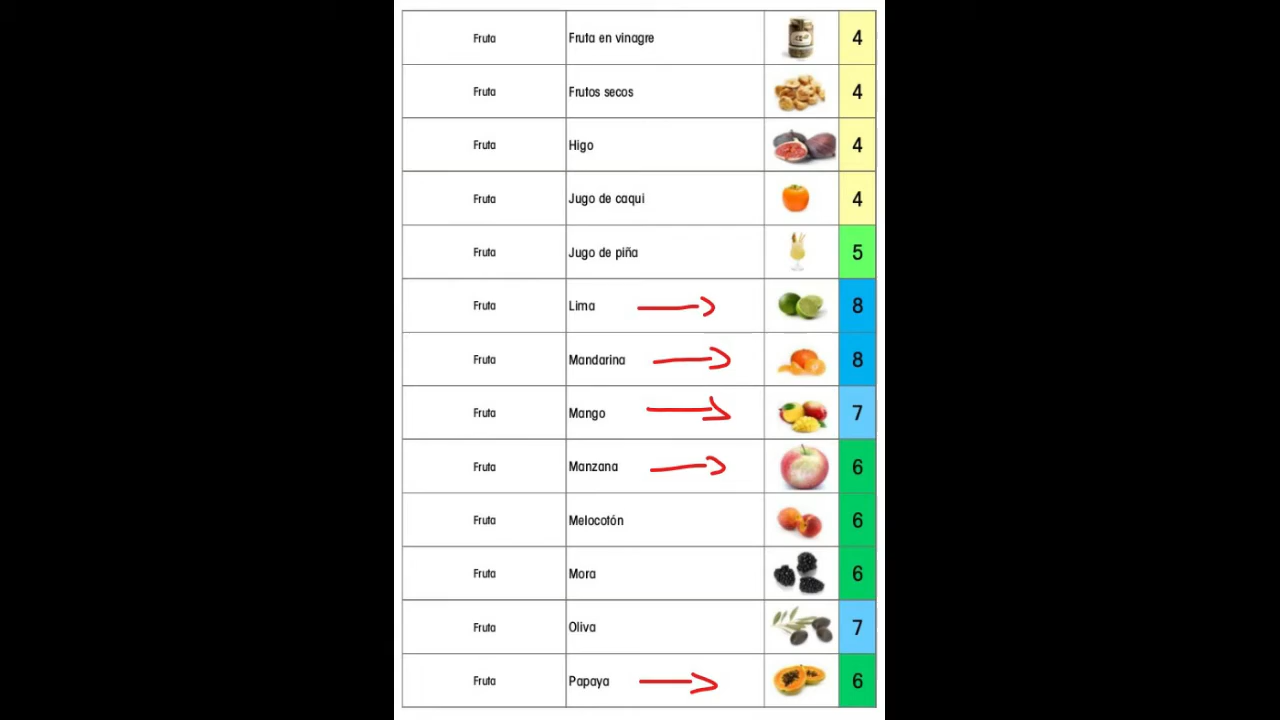 Fruta Fruta en vinagre 4
Fruta Frutos secos 4
Fruta Higo 4
Fruta Jugo de caqui 4
Fruta Jugo de piña 5
Fruta Lima 8
Fruta Mandarina 8
Fruta Mango 7
Fruta Manzana 6
Fruta Melocotón 6
Fruta Mora 6
Fruta Oliva 7
Fruta Papaya 6